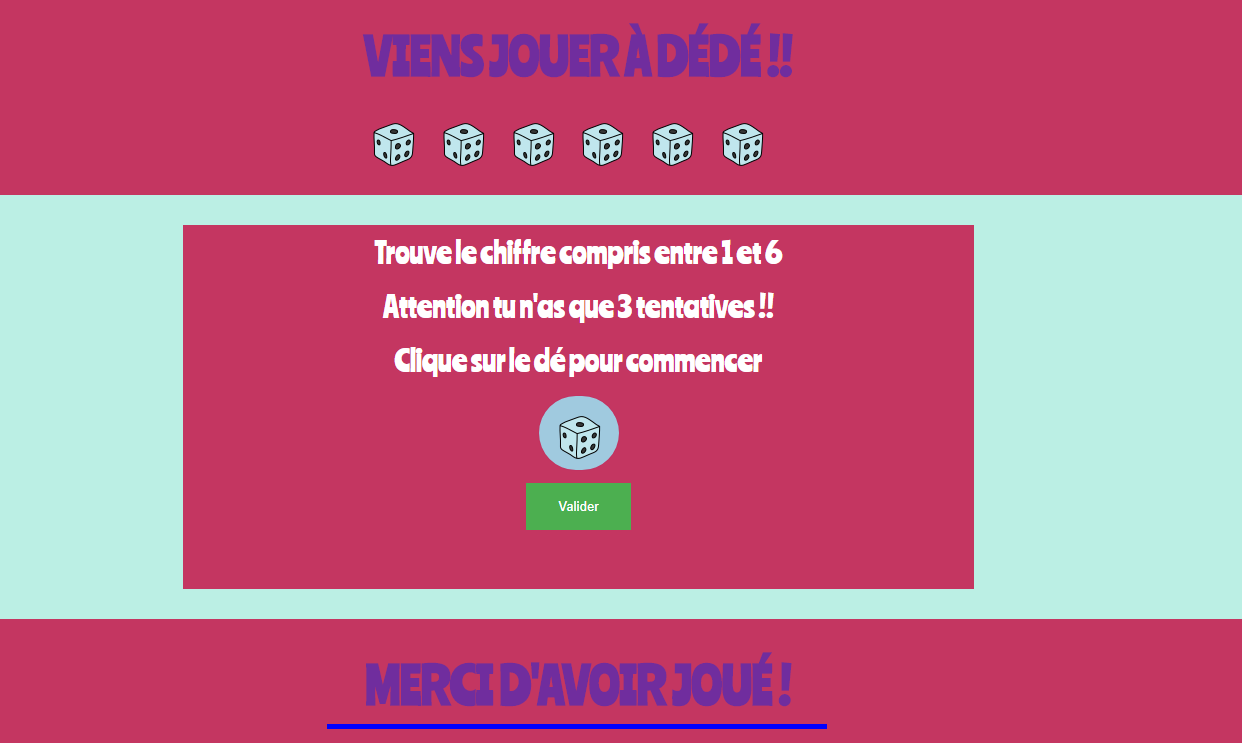 VIENS JOUER À DÉDÉ !!
Trouve le chiffre compris entre 1 et 6
Attention tu n'as que 3 tentatives !!
Clique sur le dé pour commencer
Valider
MERCI D'AVOIR JOUÉ !